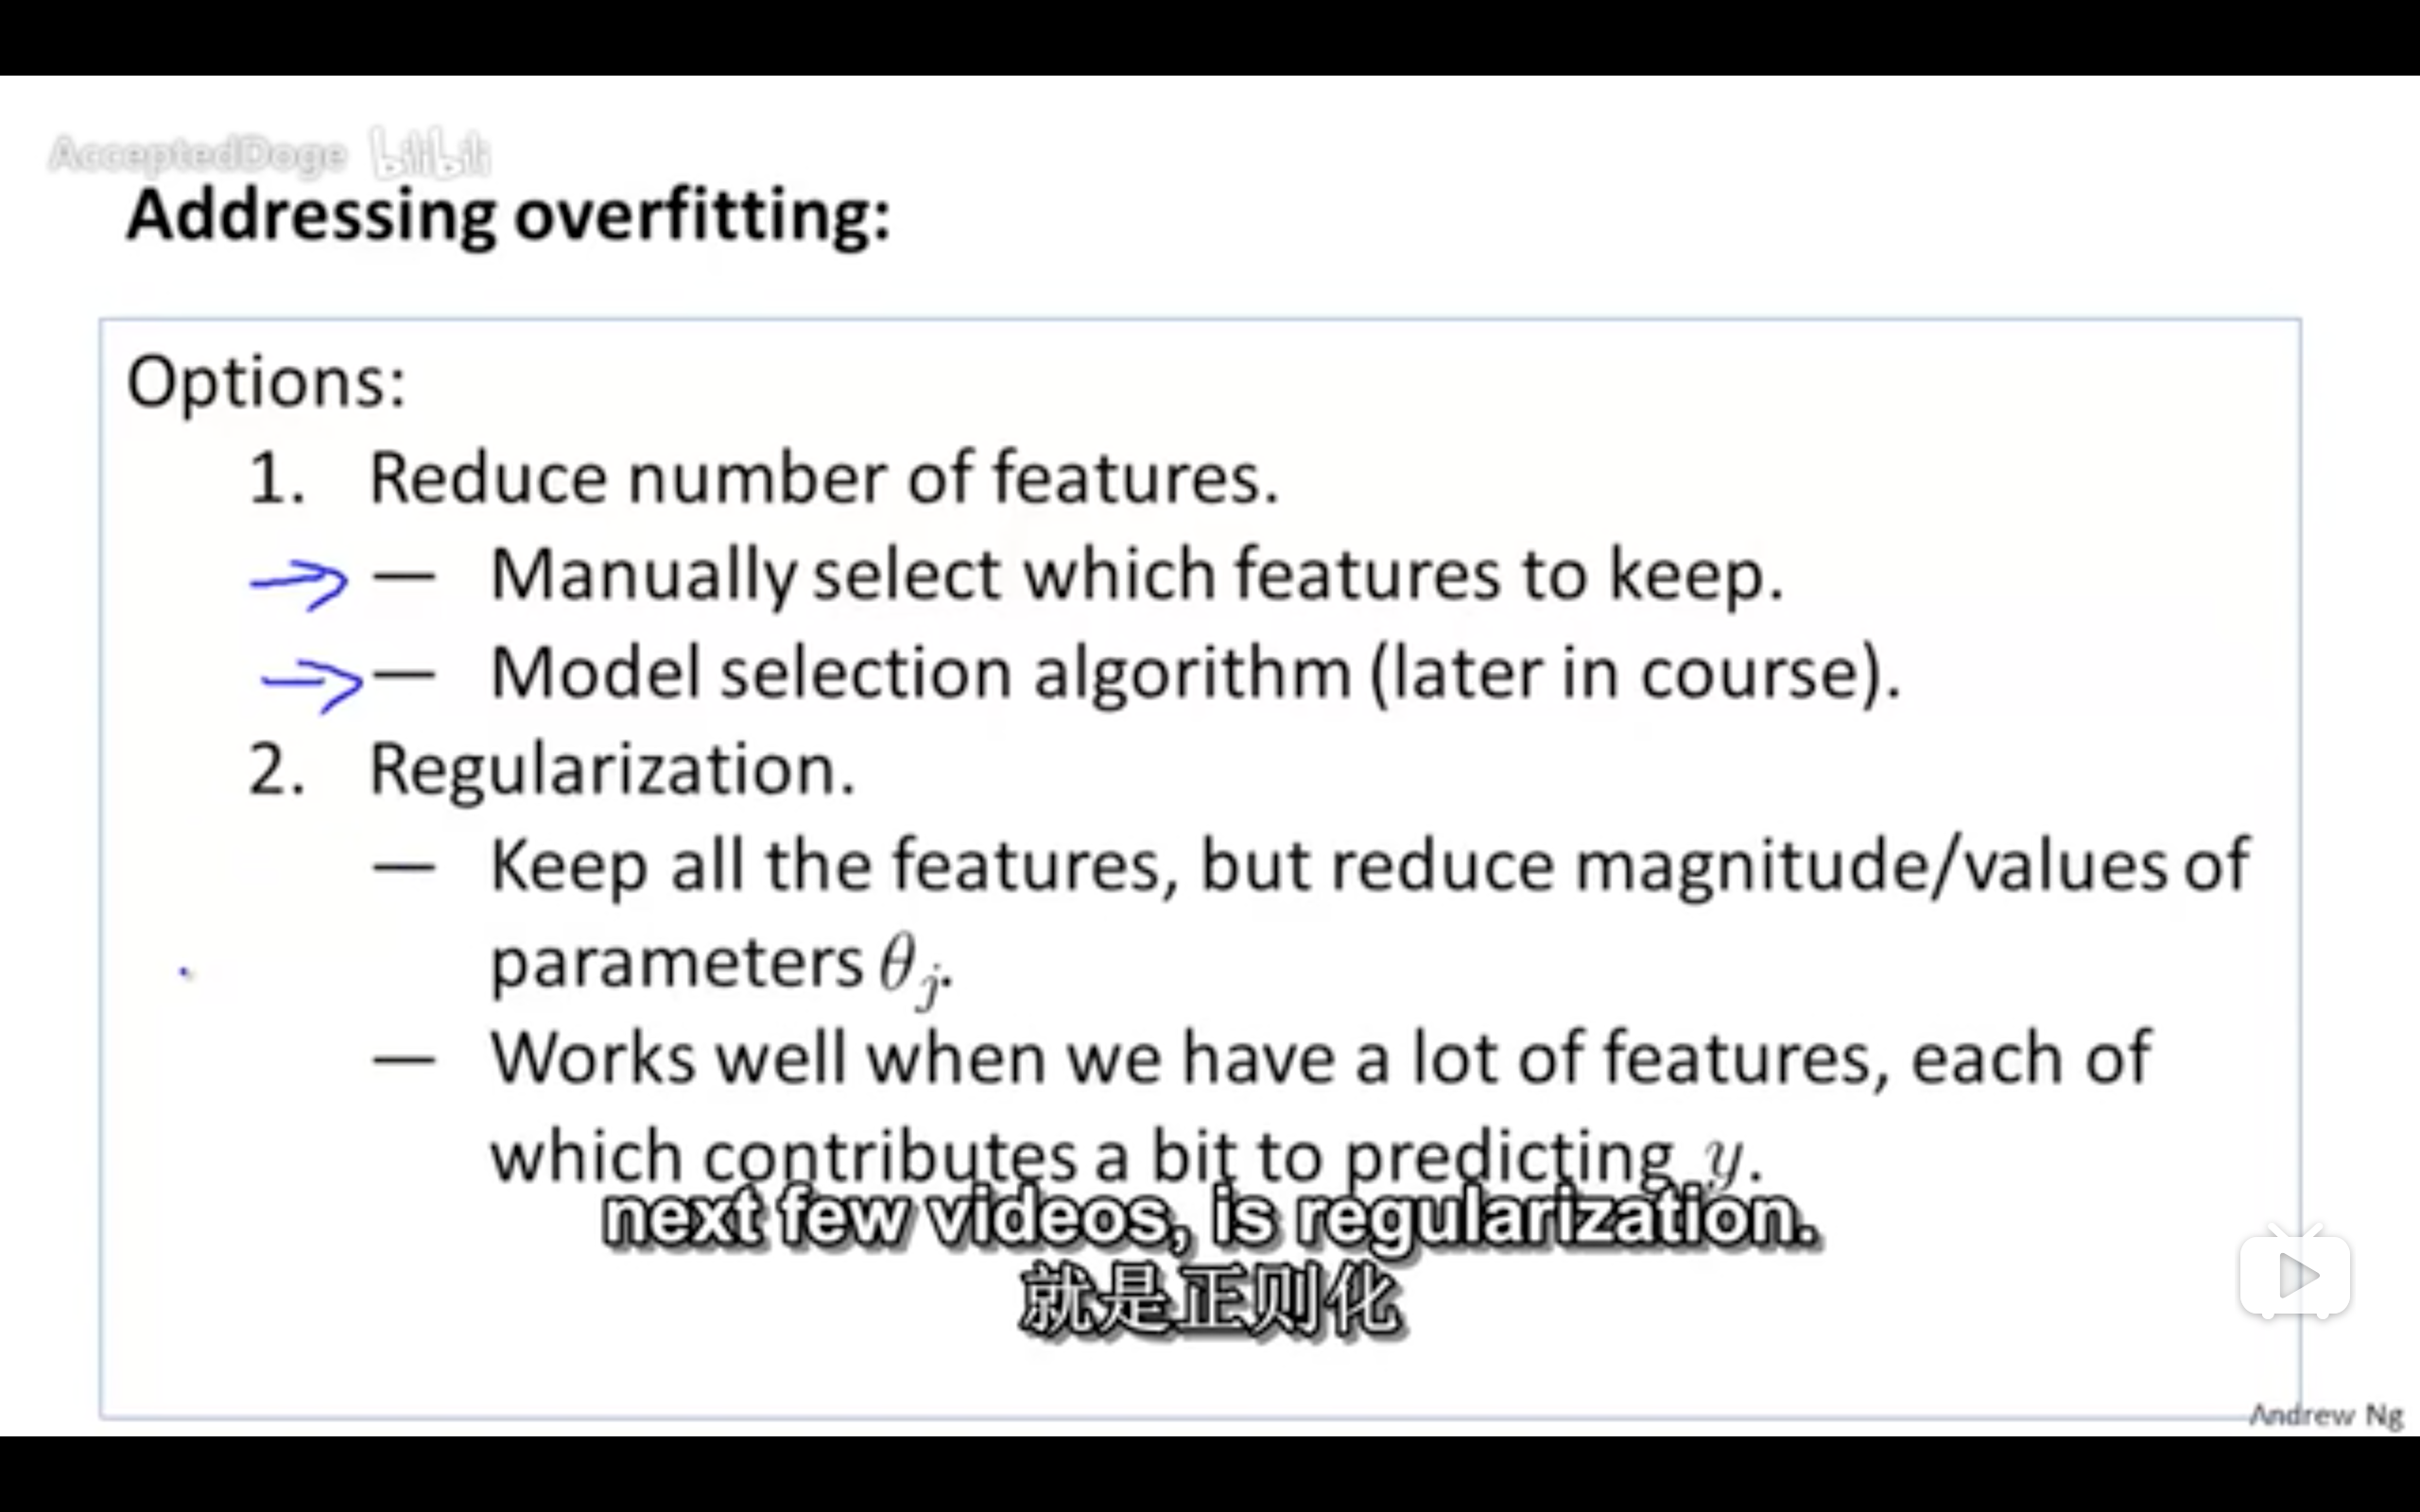 AcceptedDoge bilibili
Addressing overfitting:
Options:
1. Reduce number of features.
— Manually select which features to keep.
— Model selection algorithm (later in course).
2. Regularization.
— Keep all the features, but reduce magnitude/values of
parameters θⱼ.
— Works well when we have a lot of features, each of
which contributes a bit to predicting y.
next few videos, is regularization.
就是正则化
Andrew Ng